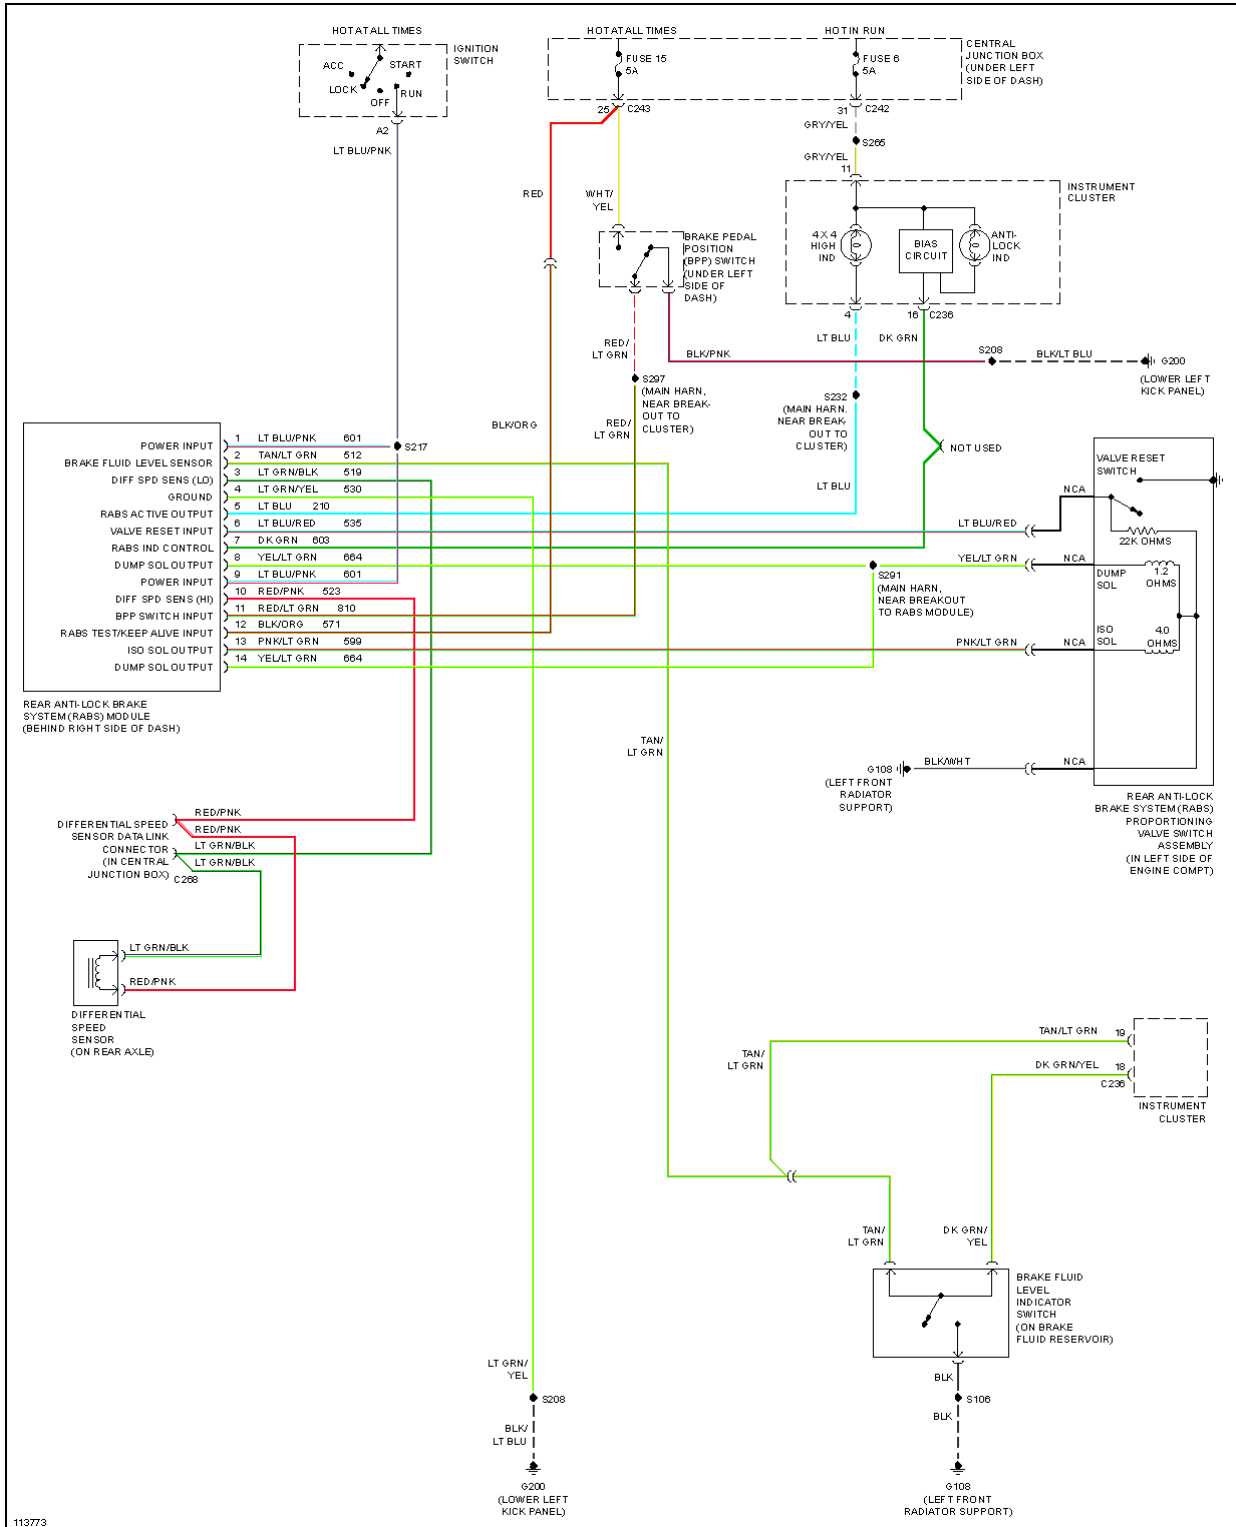 HOT AT ALL TIMES
IGNITION
SWITCH
ACC
START
LOCK
RUN
OFF
A2
LT BLU/PNK
HOT AT ALL TIMES
HOT IN RUN
FUSE 15
5A
FUSE 6
5A
CENTRAL
JUNCTION BOX
(UNDER LEFT
SIDE OF DASH)
25
C243
31
C242
GRY/YEL
S265
GRY/YEL
11
RED
WHT/
YEL
INSTRUMENT
CLUSTER
4 X 4
HIGH
IND
BIAS
CIRCUIT
ANTI-
LOCK
IND
BRAKE PEDAL
POSITION
(BPP) SWITCH
(UNDER LEFT
SIDE OF
DASH)
4
16
C236
LT BLU
DK GRN
RED/
LT GRN
BLK/PNK
S208
BLK/LT BLU
G200
(LOWER LEFT
KICK PANEL)
S297
(MAIN HARN,
NEAR BREAK-
OUT TO
CLUSTER)
RED/
LT GRN
S232
(MAIN HARN.
NEAR BREAK-
OUT TO
CLUSTER)
BLK/ORG
NOT USED
LT BLU
POWER INPUT
1
LT BLU/PNK
601
S217
BRAKE FLUID LEVEL SENSOR
2
TAN/LT GRN
512
DIFF SPD SENS (LO)
3
LT GRN/BLK
519
GROUND
4
LT GRN/YEL
530
RABS ACTIVE OUTPUT
5
LT BLU
210
VALVE RESET INPUT
6
LT BLU/RED
535
RABS IND CONTROL
7
DK GRN
603
DUMP SOL OUTPUT
8
YEL/LT GRN
664
POWER INPUT
9
LT BLU/PNK
601
DIFF SPD SENS (HI)
10
RED/PNK
523
BPP SWITCH INPUT
11
RED/LT GRN
810
RABS TEST/KEEP ALIVE INPUT
12
BLK/ORG
571
ISO SOL OUTPUT
13
PNK/LT GRN
599
DUMP SOL OUTPUT
14
YEL/LT GRN
664
REAR ANTI-LOCK BRAKE
SYSTEM (RABS) MODULE
(BEHIND RIGHT SIDE OF DASH)
VALVE RESET
SWITCH
NCA
LT BLU/RED
22K OHMS
YEL/LT GRN
NCA
S291
(MAIN HARN,
NEAR BREAKOUT
TO RABS MODULE)
DUMP
SOL
1.2
OHMS
ISO
SOL
4.0
OHMS
PNK/LT GRN
NCA
TAN/
LT GRN
G108
(LEFT FRONT
RADIATOR
SUPPORT)
BLK/WHT
NCA
REAR ANTI-LOCK
BRAKE SYSTEM (RABS)
PROPORTIONING
VALVE SWITCH
ASSEMBLY
(IN LEFT SIDE OF
ENGINE COMPT)
DIFFERENTIAL SPEED
SENSOR DATA LINK
CONNECTOR
(IN CENTRAL
JUNCTION BOX)
C268
RED/PNK
RED/PNK
LT GRN/BLK
LT GRN/BLK
LT GRN/BLK
RED/PNK
DIFFERENTIAL
SPEED
SENSOR
(ON REAR AXLE)
TAN/LT GRN
19
TAN/
LT GRN
DK GRN/YEL
18
C236
INSTRUMENT
CLUSTER
TAN/
LT GRN
DK GRN/
YEL
BRAKE FLUID
LEVEL
INDICATOR
SWITCH
(ON BRAKE
FLUID RESERVOIR)
LT GRN/
YEL
S208
BLK/
LT BLU
G200
(LOWER LEFT
KICK PANEL)
BLK
S106
BLK
G108
(LEFT FRONT
RADIATOR SUPPORT)
113773